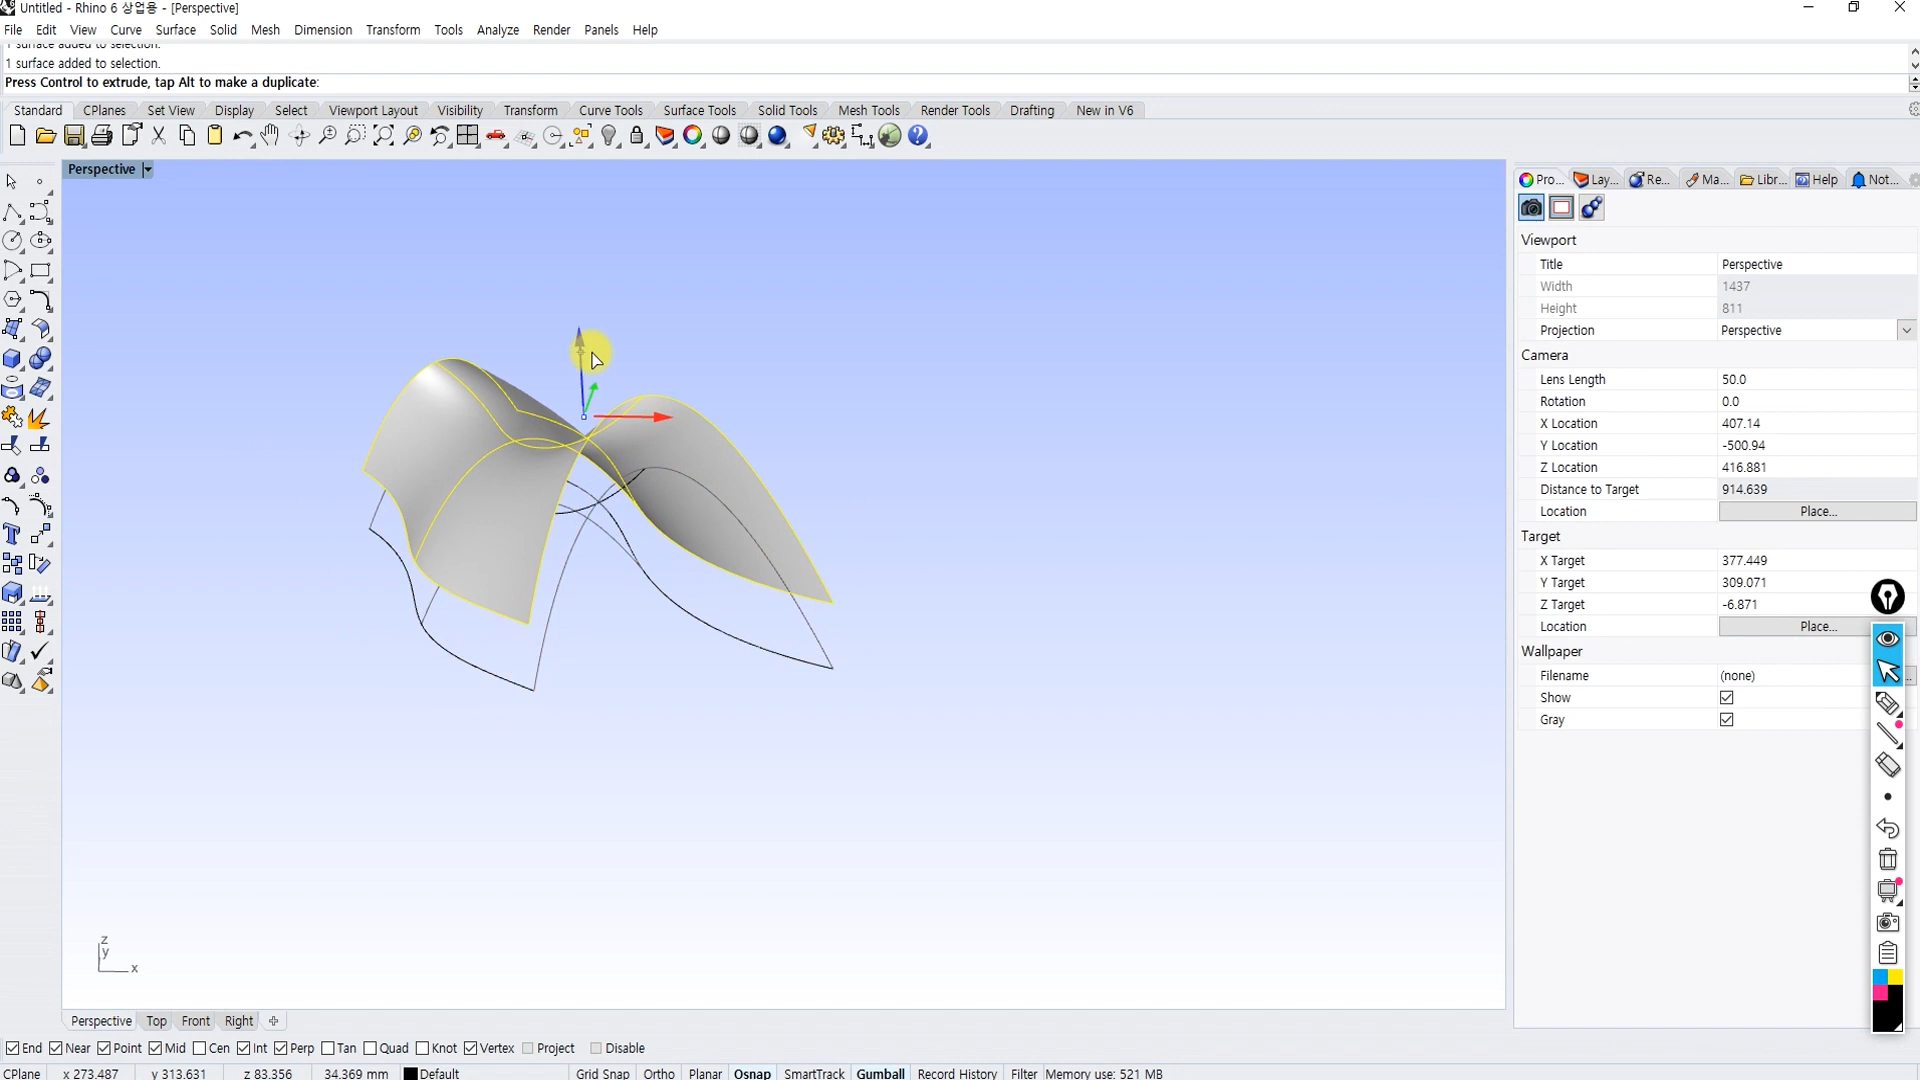 Untitled - Rhino 6 상업용 - [Perspective]
File Edit View Curve Surface Solid Mesh Dimension Transform Tools Analyze Render Panels Help
1 surface added to selection.
1 surface added to selection.
Press Control to extrude, tap Alt to make a duplicate:
Standard CPlanes Set View Display Select Viewport Layout Visibility Transform Curve Tools Surface Tools Solid Tools Mesh Tools Render Tools Drafting New in V6
Perspective
Pro... Lay... Re... Ma... Libr... Help Not...
Viewport
Title Perspective
Width 1437
Height 811
Projection Perspective
Camera
Lens Length 50.0
Rotation 0.0
X Location 407.14
Y Location -500.94
Z Location 416.881
Distance to Target 914.639
Location Place...
Target
X Target 377.449
Y Target 309.071
Z Target -6.871
Location Place...
Wallpaper
Filename (none)
Show
Gray
z
y
x
Perspective Top Front Right
End Near Point Mid Cen Int Perp Tan Quad Knot Vertex Project Disable
CPlane x 273.487 y 313.631 z 83.356 34.369 mm Default Grid Snap Ortho Planar Osnap SmartTrack Gumball Record History Filter Memory use: 521 MB